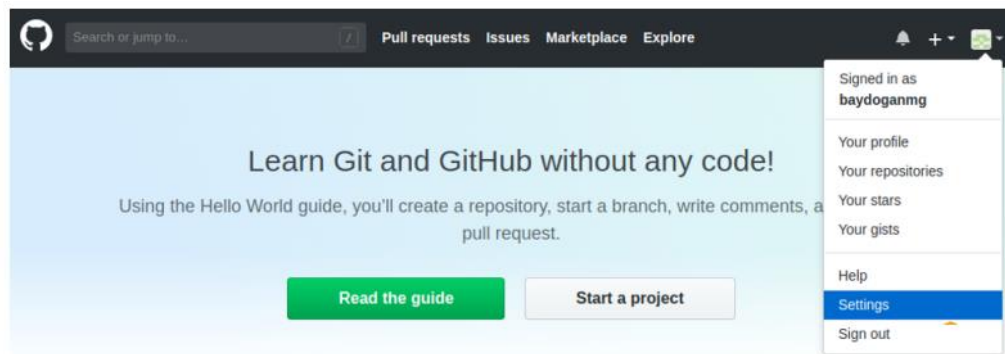 Search or jump to...
/
Pull requests Issues Marketplace Explore
Signed in as
baydoganmg
Your profile
Your repositories
Your stars
Your gists
Help
Settings
Sign out
Learn Git and GitHub without any code!
Using the Hello World guide, you'll create a repository, start a branch, write comments, a
pull request.
Read the guide
Start a project